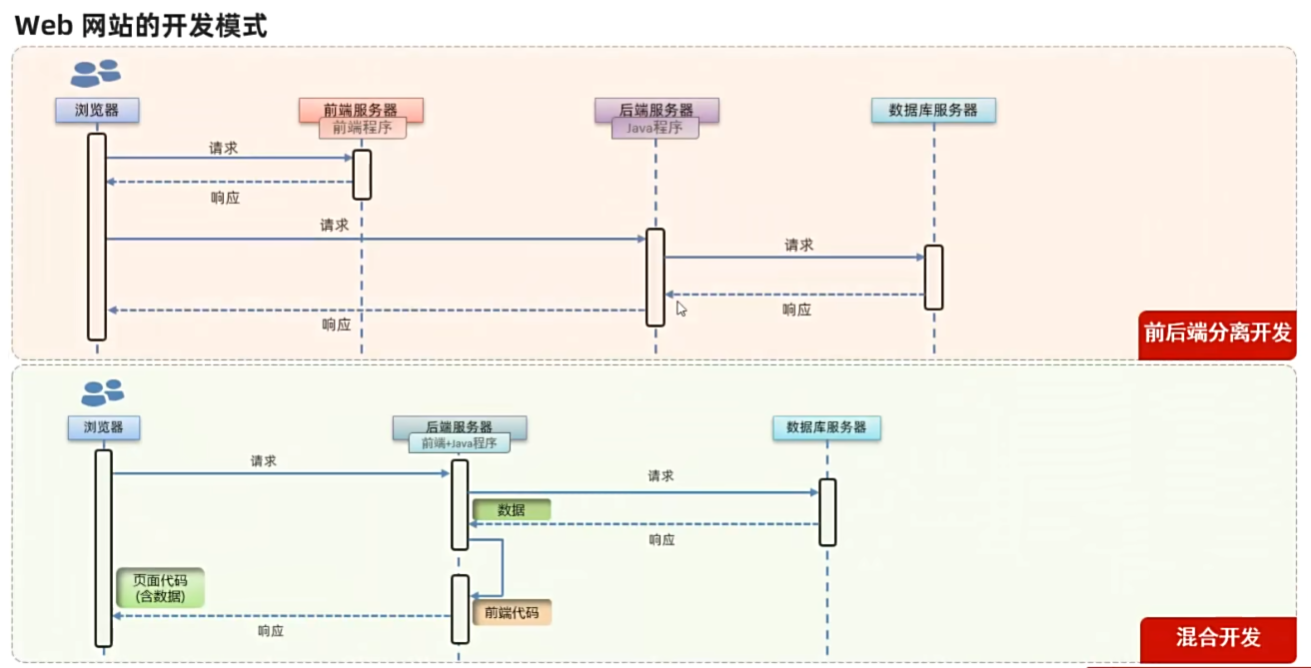 Web 网站的开发模式
浏览器
前端服务器
后端服务器
数据库服务器
前端程序
Java程序
请求
响应
请求
请求
响应
响应
前后端分离开发
浏览器
后端服务器
数据库服务器
前端+Java程序
请求
请求
数据
响应
页面代码
(含数据)
前端代码
响应
混合开发